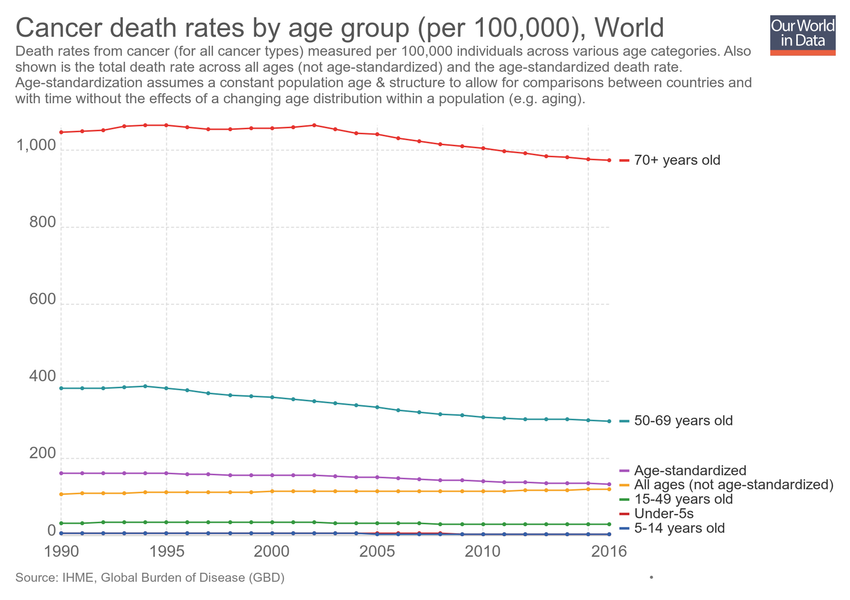 Cancer death rates by age group (per 100,000), World
Our World
in Data
Death rates from cancer (for all cancer types) measured per 100,000 individuals across various age categories. Also
shown is the total death rate across all ages (not age-standardized) and the age-standardized death rate.
Age-standardization assumes a constant population age & structure to allow for comparisons between countries and
with time without the effects of a changing age distribution within a population (e.g. aging).
1,000
800
600
400
200
0
70+ years old
50-69 years old
Age-standardized
All ages (not age-standardized)
15-49 years old
Under-5s
5-14 years old
1990
1995
2000
2005
2010
2016
Source: IHME, Global Burden of Disease (GBD)